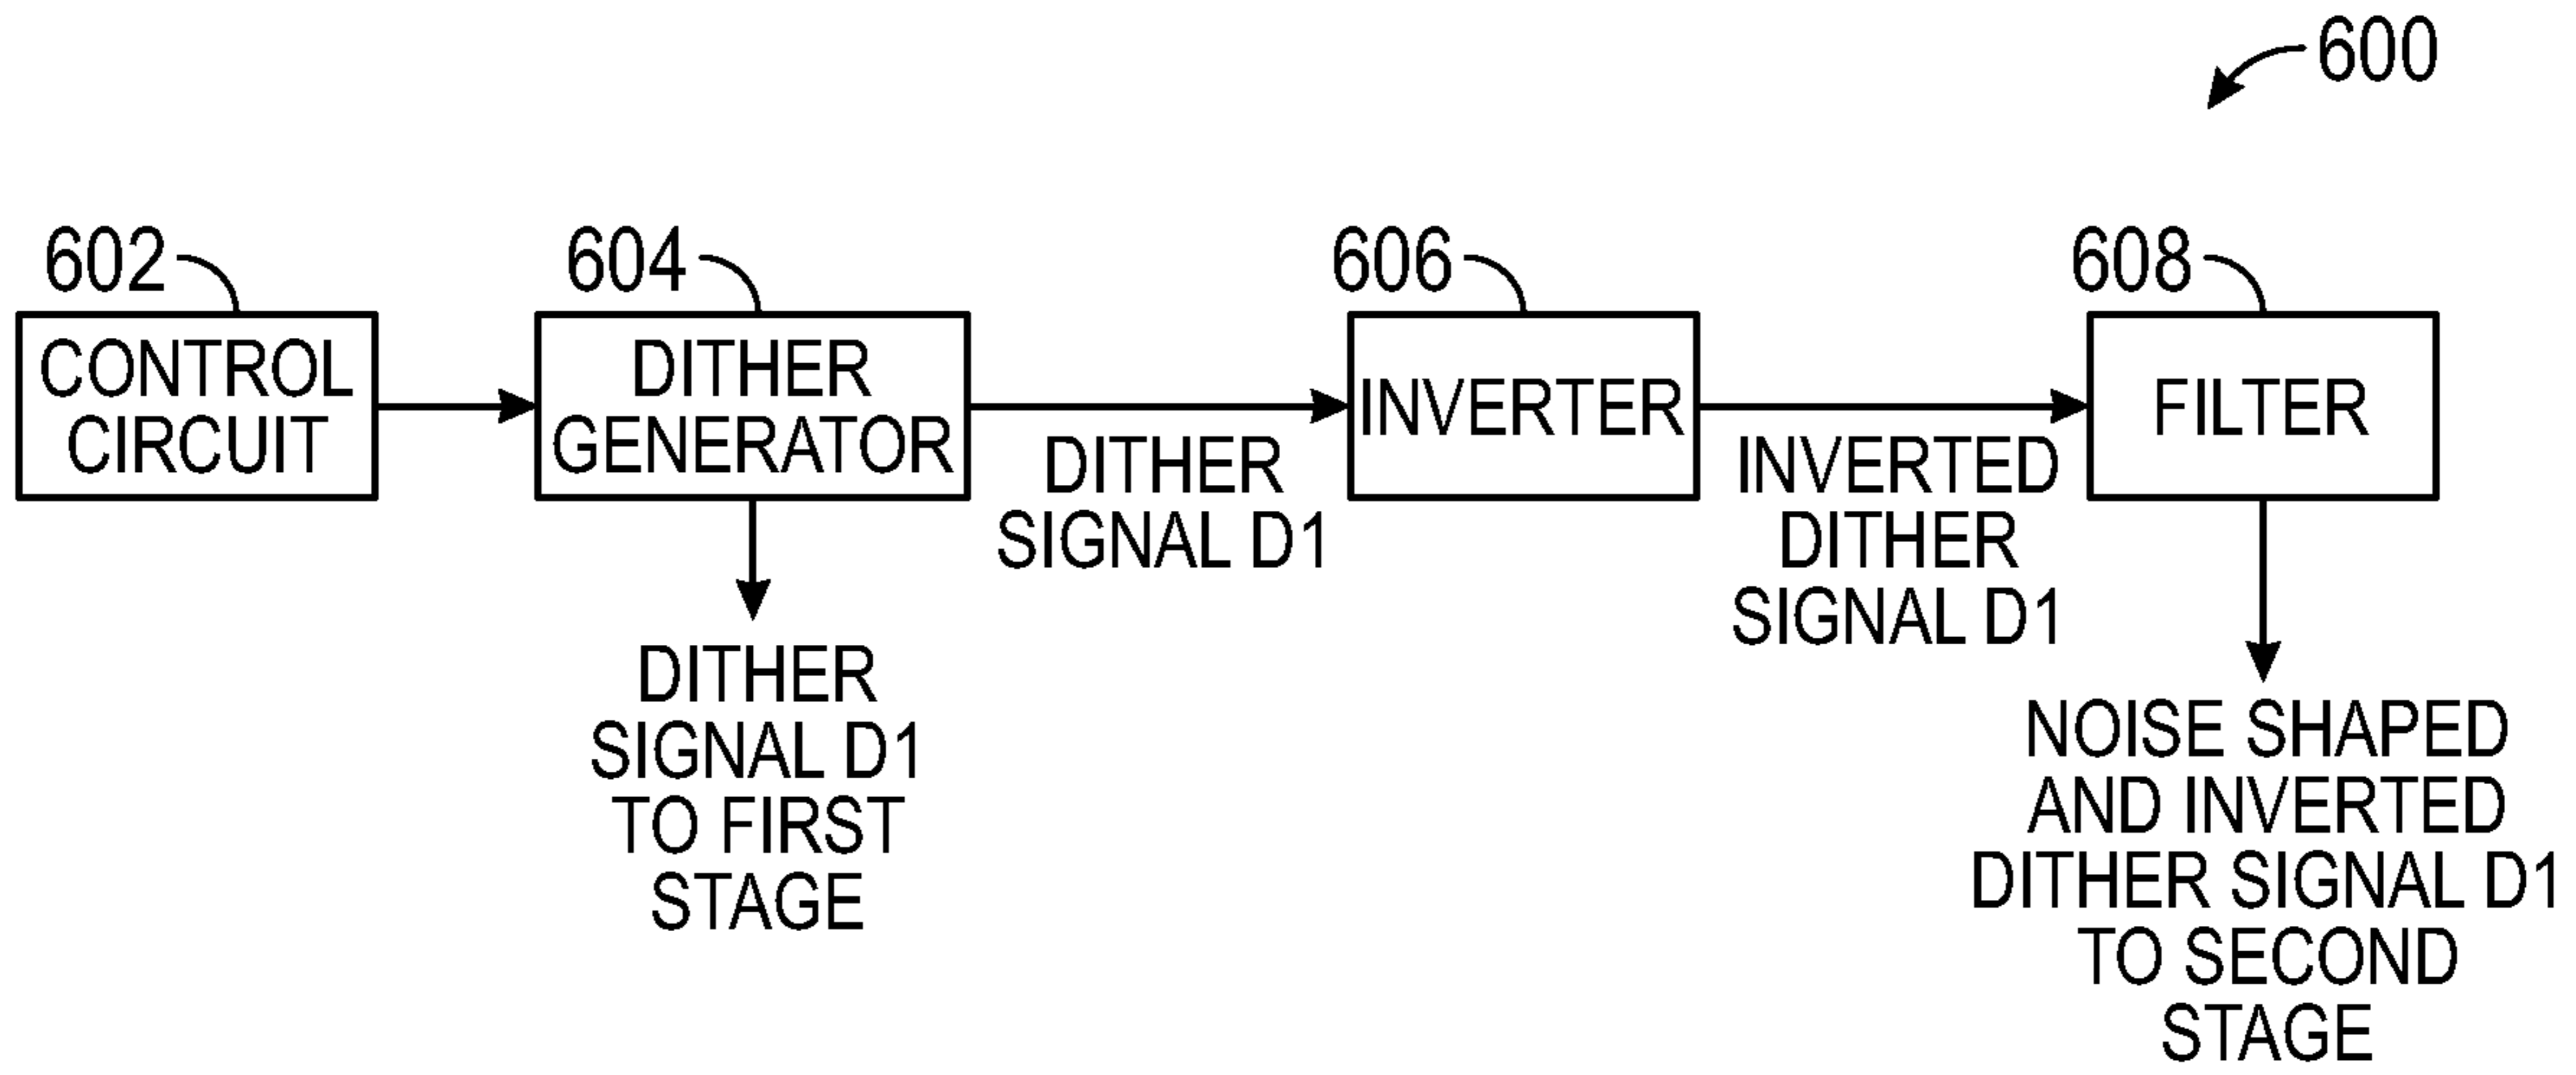 600
602
CONTROL
CIRCUIT
604
DITHER
GENERATOR
DITHER
SIGNAL D1
TO FIRST
STAGE
DITHER
SIGNAL D1
606
INVERTER
INVERTED
DITHER
SIGNAL D1
608
FILTER
NOISE SHAPED
AND INVERTED
DITHER SIGNAL D1
TO SECOND
STAGE